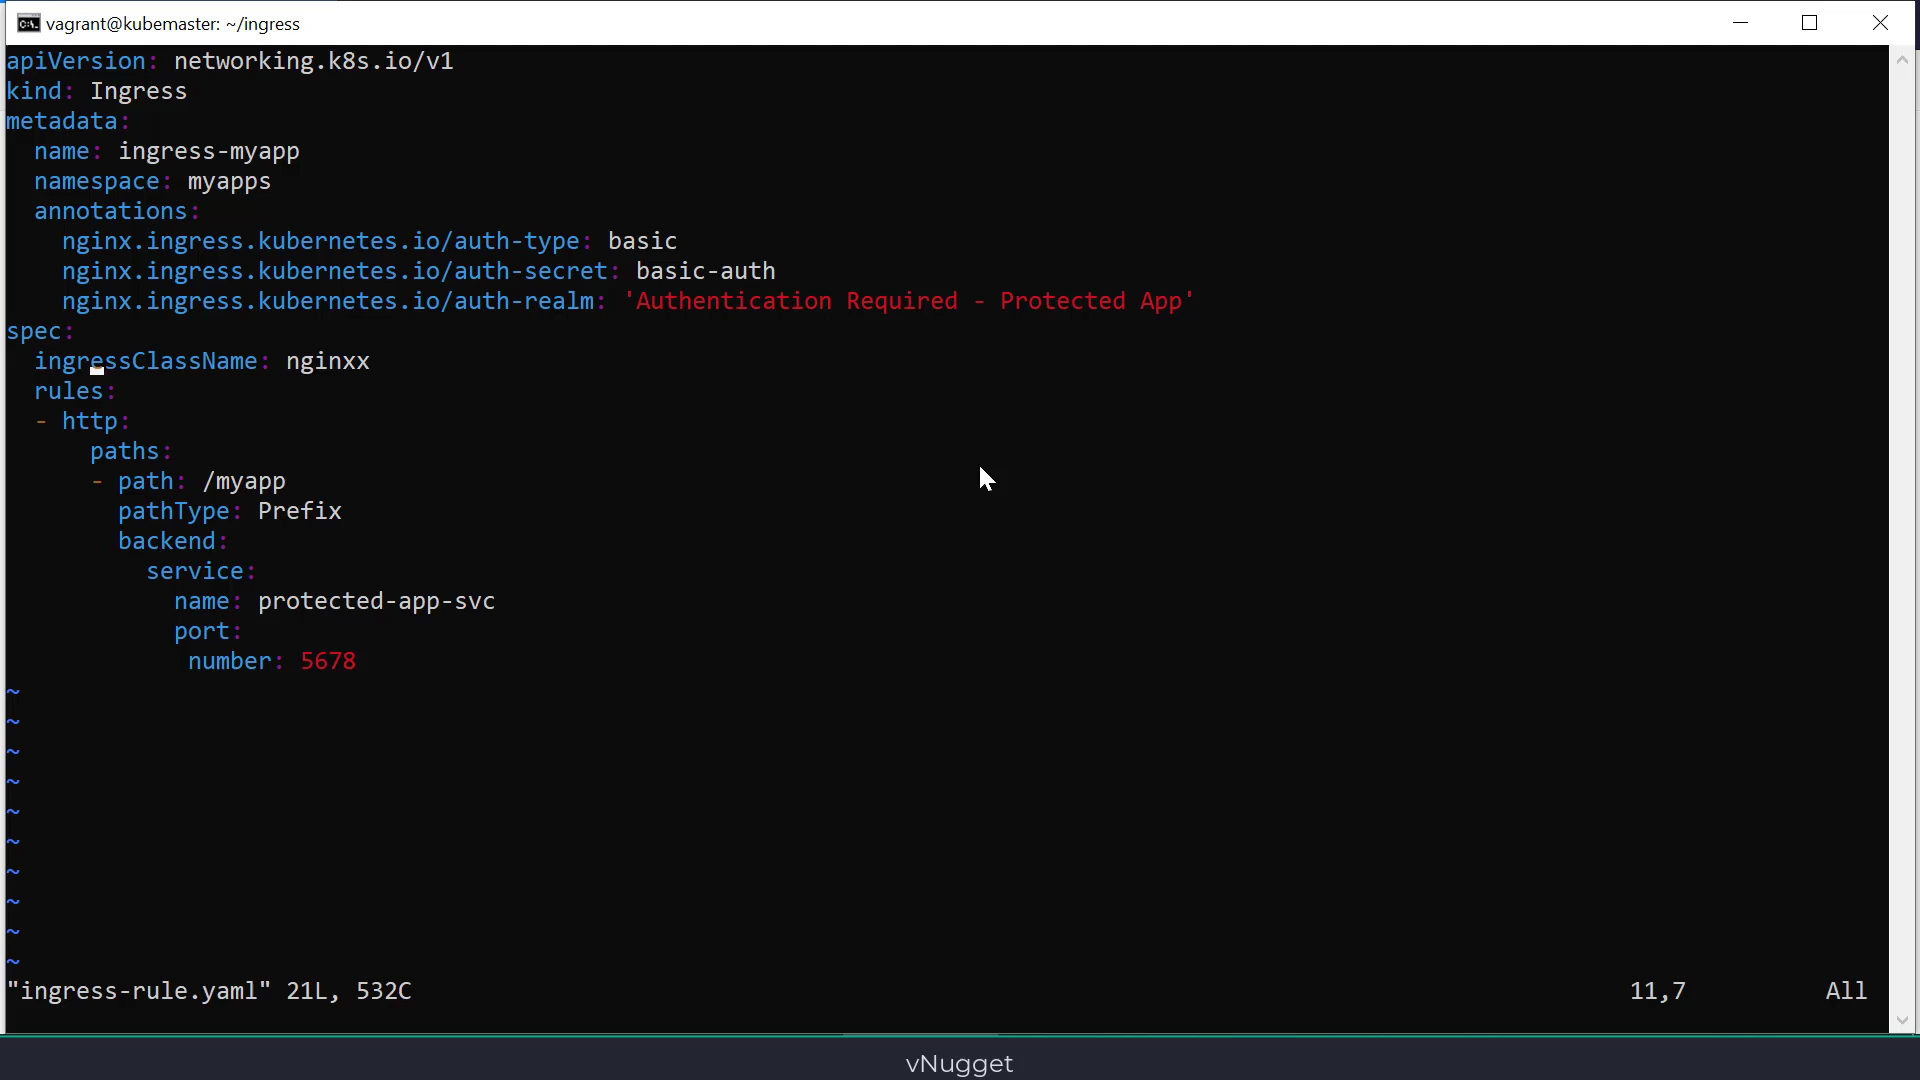 vagrant@kubemaster: ~/ingress
apiVersion: networking.k8s.io/v1
kind: Ingress
metadata:
  name: ingress-myapp
  namespace: myapps
  annotations:
    nginx.ingress.kubernetes.io/auth-type: basic
    nginx.ingress.kubernetes.io/auth-secret: basic-auth
    nginx.ingress.kubernetes.io/auth-realm: 'Authentication Required - Protected App'
spec:
  ingressClassName: nginxx
  rules:
  - http:
      paths:
      - path: /myapp
        pathType: Prefix
        backend:
          service:
            name: protected-app-svc
            port:
             number: 5678
~
~
~
~
~
~
~
~
~
~
"ingress-rule.yaml" 21L, 532C 11,7 All
vNugget